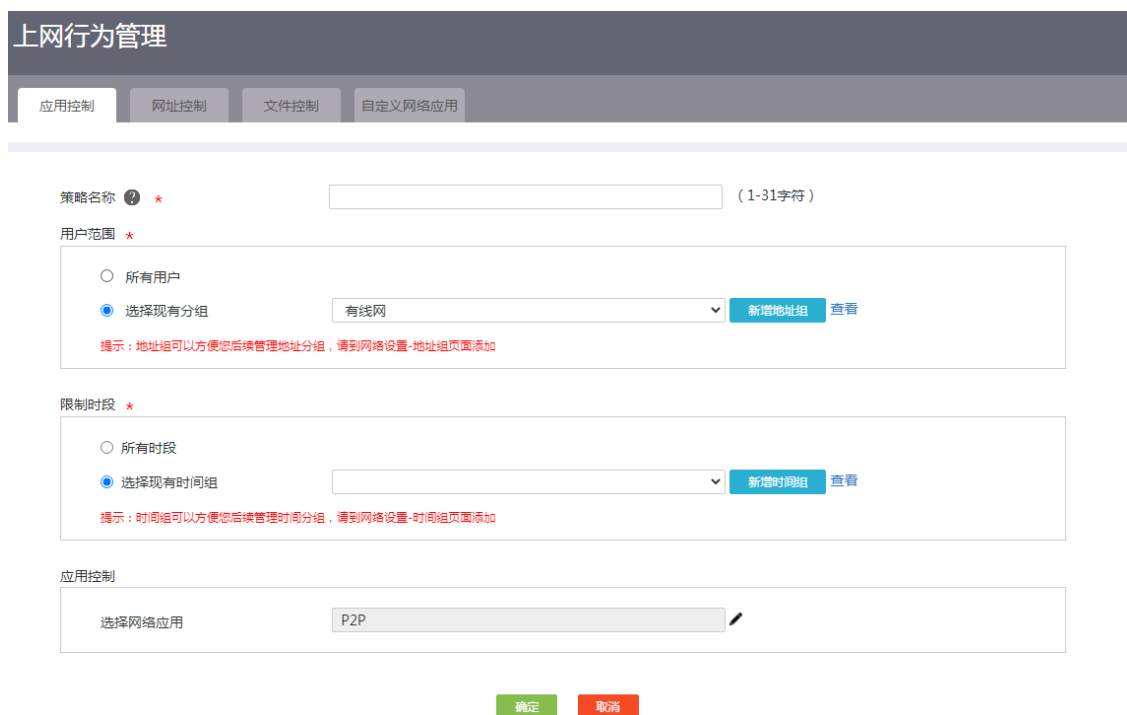 上网行为管理
应用控制 网址控制 文件控制 自定义网络应用
策略名称 ? * (1-31字符)
用户范围 *
所有用户
选择现有分组 有线网 新增地址组 查看
提示：地址组可以方便您后续管理地址分组，请到网络设置-地址组页面添加
限制时段 *
所有时段
选择现有时间组 新增时间组 查看
提示：时间组可以方便您后续管理时间分组，请到网络设置-时间组页面添加
应用控制
选择网络应用 P2P
确定 取消